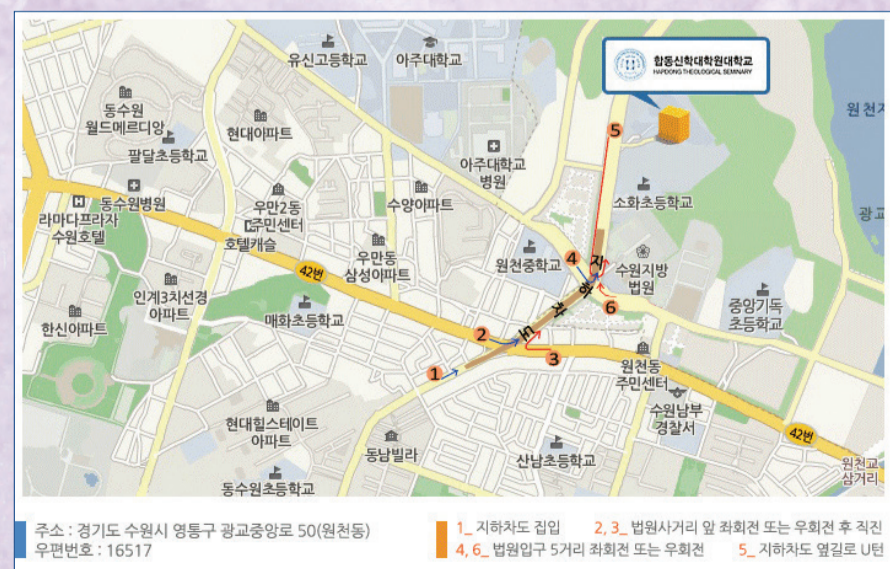 유신고등학교
아주대학교
합동신학대학원대학교
HAPDONG THEOLOGICAL SEMINARY
동수원
월드메르디앙
현대아파트
팔달초등학교
아주대학교
병원
5
원천저
동수원병원
라마다프라자
수원호텔
우만2동
주민센터
호텔캐슬
수양아파트
소화초등학교
광교
42번
우만동
삼성아파트
원천중학교
4
지
하
차
도
수원지방
법원
6
인계3차선경
아파트
한신아파트
매화초등학교
중앙기독
초등학교
2
1
3
원천동
주민센터
수원남부
경찰서
현대힐스테이트
아파트
동남빌라
산남초등학교
42번
원천교
삼거리
동수원초등학교
주소 : 경기도 수원시 영통구 광교중앙로 50(원천동)
우편번호 : 16517
1_ 지하차도 진입 2, 3_ 법원사거리 앞 좌회전 또는 우회전 후 직진
4, 6_ 법원입구 5거리 좌회전 또는 우회전 5_ 지하차도 옆길로 U턴